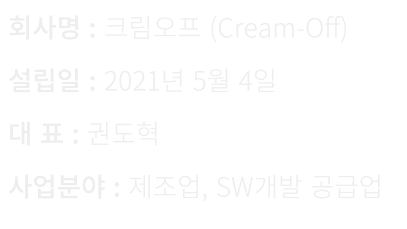 회사명 : 크림오프 (Cream-Off)
설립일 : 2021년 5월 4일
대 표 : 권도혁
사업분야 : 제조업, SW개발 공급업